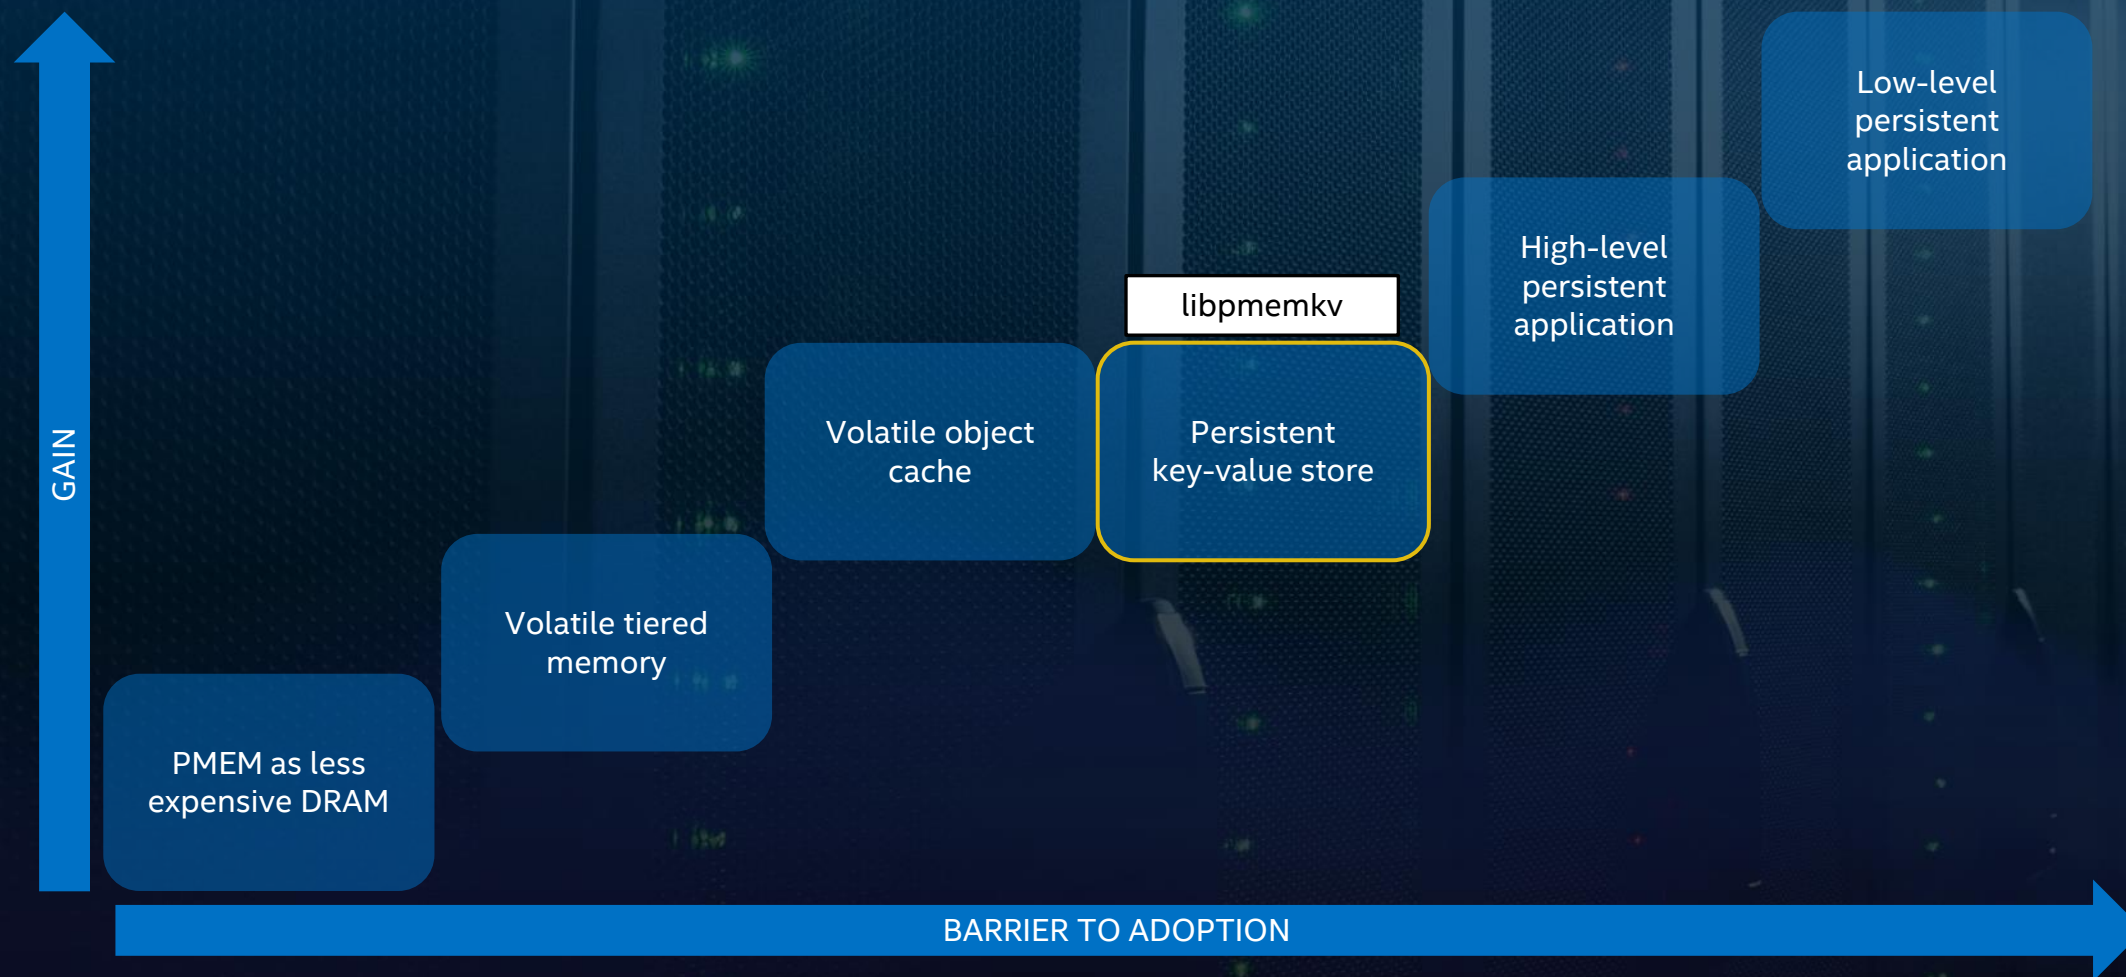 GAIN
Low-level
persistent
application
High-level
persistent
application
libpmemkv
Volatile object
cache
Persistent
key-value store
Volatile tiered
memory
PMEM as less
expensive DRAM
BARRIER TO ADOPTION